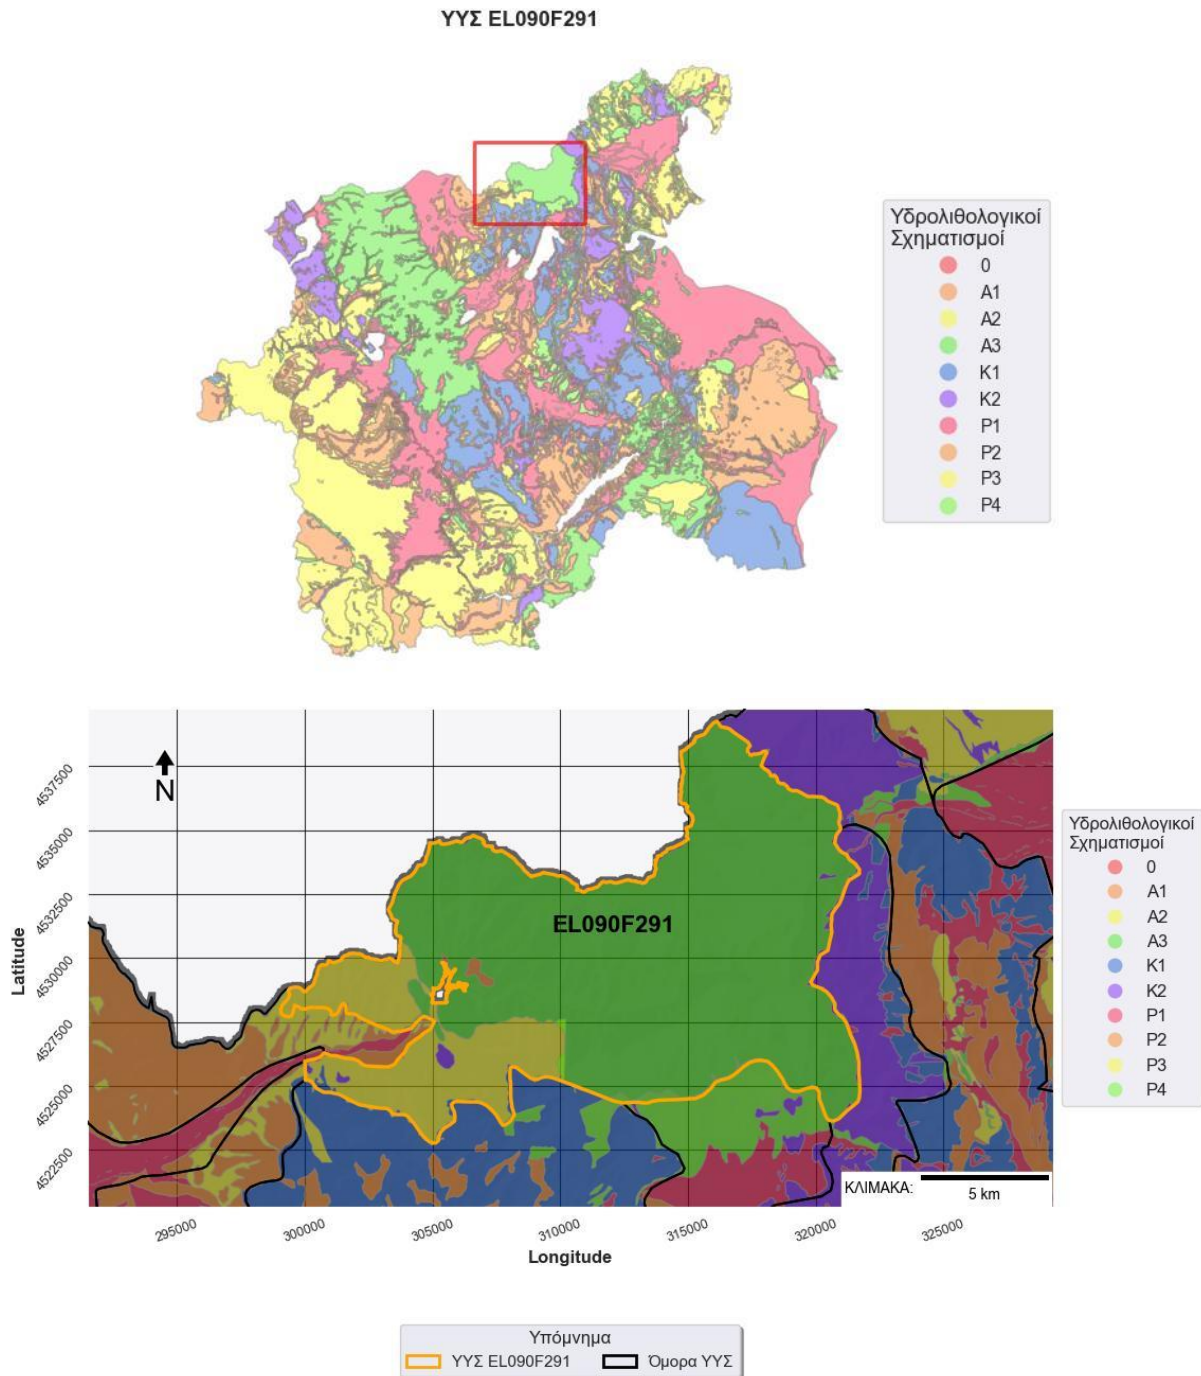 ΥΥΣ EL090F291
Υδρολιθολογικοί
Σχηματισμοί
0
A1
A2
A3
K1
K2
P1
P2
P3
P4
4537500
4535000
4532500
4530000
4527500
4525000
4522500
Latitude
N
EL090F291
ΚΛΙΜΑΚΑ:
5 km
295000
300000
305000
310000
315000
320000
325000
Longitude
Υδρολιθολογικοί
Σχηματισμοί
0
A1
A2
A3
K1
K2
P1
P2
P3
P4
Υπόμνημα
ΥΥΣ EL090F291
Όμορα ΥΥΣ